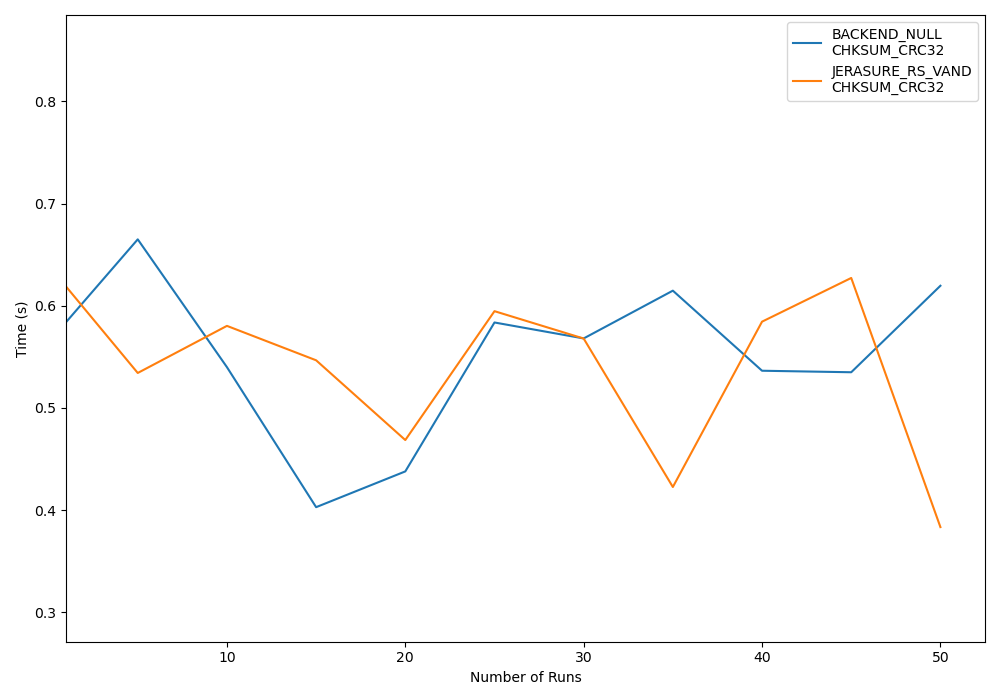 BACKEND_NULL
CHKSUM_CRC32
JERASURE_RS_VAND
CHKSUM_CRC32
0.8
0.7
0.6
0.5
0.4
0.3
Time (s)
10 20 30 40 50
Number of Runs